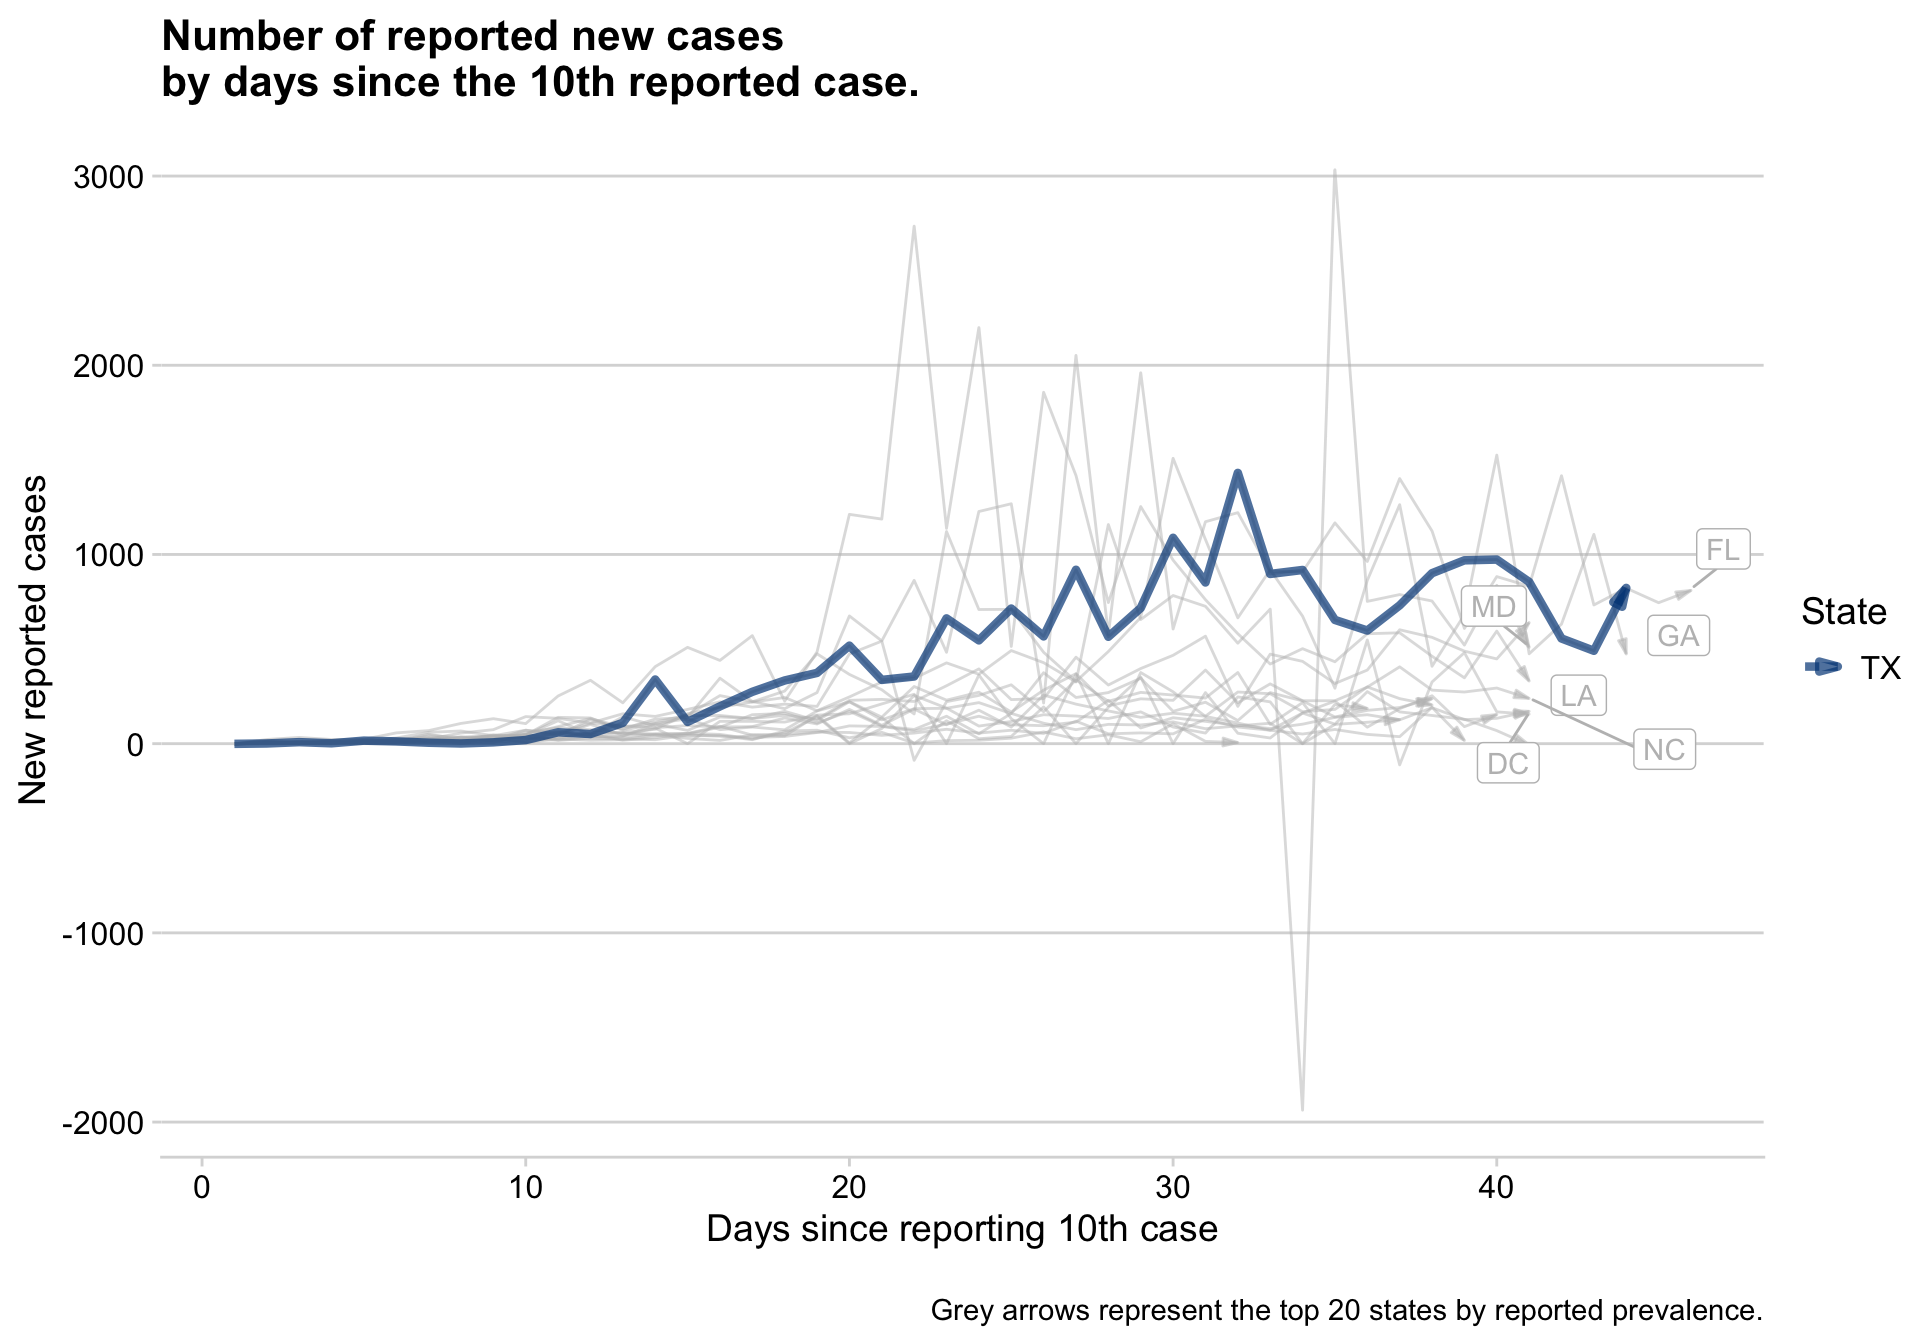 Number of reported new cases
by days since the 10th reported case.
3000
2000
1000
0
-1000
-2000
New reported cases
FL
MD
GA
LA
NC
DC
State
TX
0 10 20 30 40
Days since reporting 10th case
Grey arrows represent the top 20 states by reported prevalence.